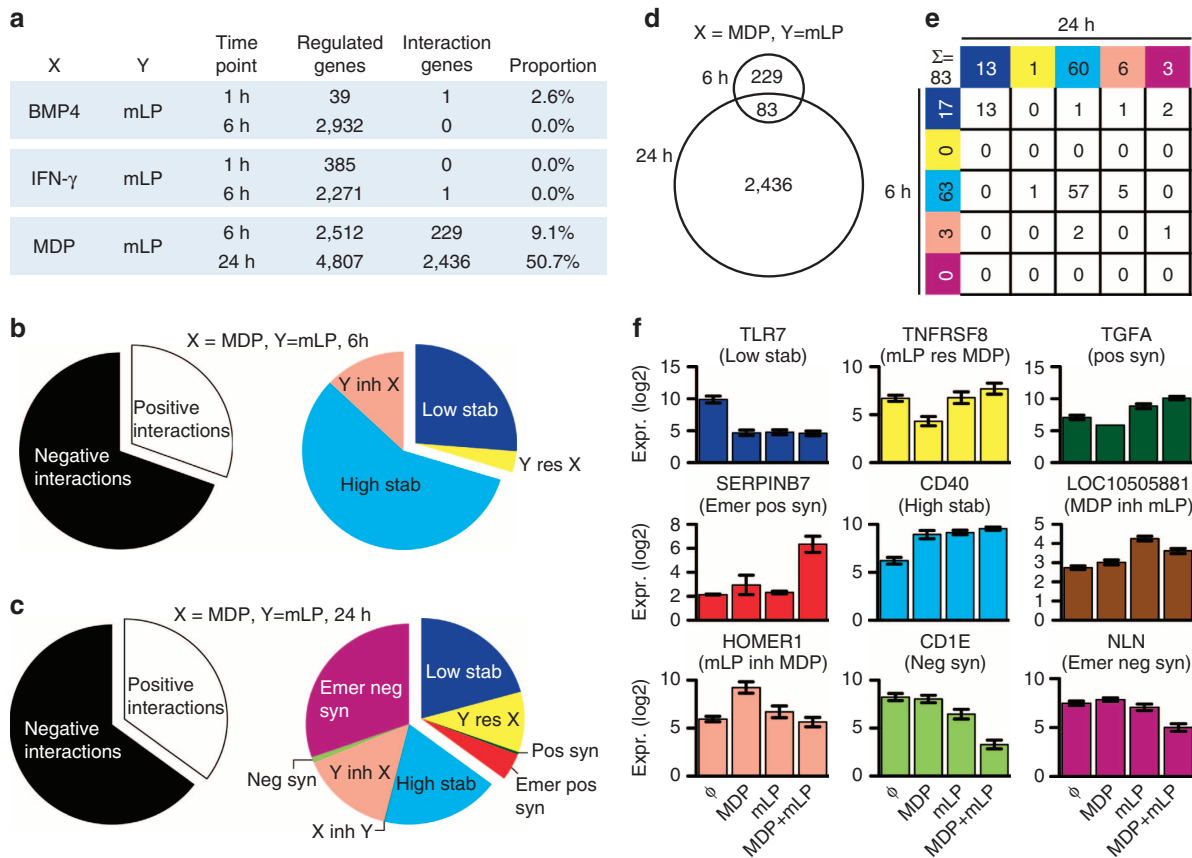 a
X Y Time point Regulated genes Interaction genes Proportion
BMP4 mLP 1 h 39 1 2.6%
6 h 2,932 0 0.0%
IFN-γ mLP 1 h 385 0 0.0%
6 h 2,271 1 0.0%
MDP mLP 6 h 2,512 229 9.1%
24 h 4,807 2,436 50.7%
b
X = MDP, Y=mLP, 6h
Positive interactions
Negative interactions
Y inh X
Low stab
Y res X
High stab
c
X = MDP, Y=mLP, 24 h
Positive interactions
Negative interactions
Emer neg syn
Low stab
Y res X
Pos syn
Emer pos syn
Neg syn
Y inh X
High stab
X inh Y
d
X = MDP, Y=mLP
6 h
229
83
24 h
2,436
e
24 h
Σ= 83 13 1 60 6 3
6 h
17 13 0 1 1 2
0 0 0 0 0 0
63 0 1 57 5 0
3 0 0 2 0 1
0 0 0 0 0 0
f
TLR7
(Low stab)
Expr. (log2)
15
10
5
0
TNFRSF8
(mLP res MDP)
10
5
0
TGFA
(pos syn)
15
10
5
0
SERPINB7
(Emer pos syn)
Expr. (log2)
8
6
4
2
0
CD40
(High stab)
10
5
0
LOC10505881
(MDP inh mLP)
5
4
3
2
1
0
HOMER1
(mLP inh MDP)
Expr. (log2)
10
5
0
CD1E
(Neg syn)
10
5
0
NLN
(Emer neg syn)
10
5
0
ϕ MDP mLP MDP+mLP
ϕ MDP mLP MDP+mLP
ϕ MDP mLP MDP+mLP